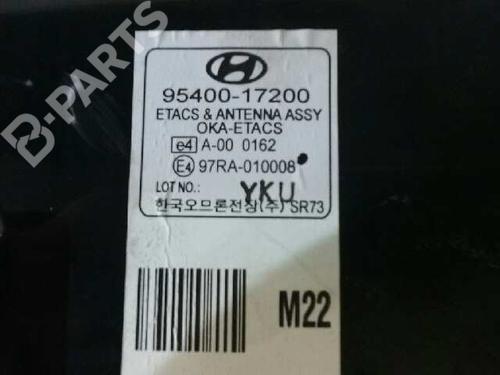 B-Parts
95400-17200
ETACS & ANTENNA ASSY
OKA-ETACS
e4 A-00 0162
E4 97RA-010008
LOT NO.: YKU
한국오므론전장(주) SR73
M22
B-Parts